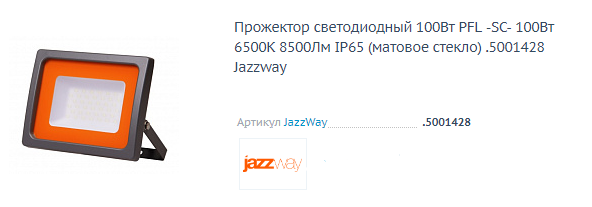 Прожектор светодиодный 100Вт PFL -SC- 100Вт
6500K 8500Лм IP65 (матовое стекло) .5001428
Jazzway
Артикул JazzWay .5001428
jazzway